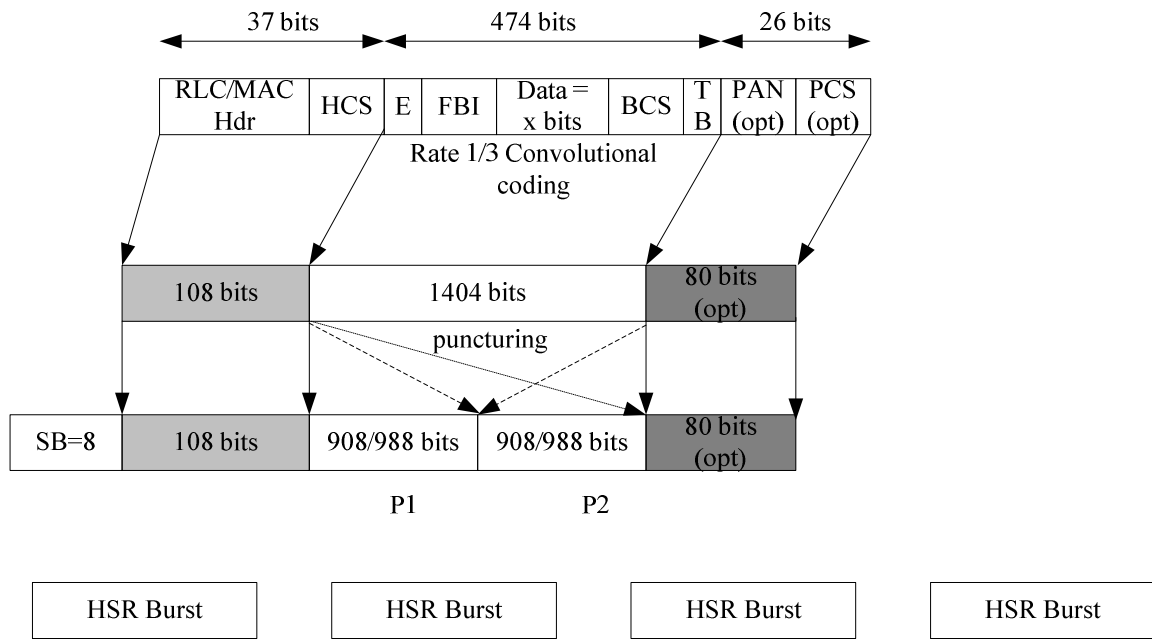 37 bits 474 bits 26 bits
RLC/MAC Hdr HCS E FBI Data = x bits BCS T B PAN (opt) PCS (opt)
Rate 1/3 Convolutional
coding
108 bits 1404 bits 80 bits (opt)
puncturing
SB=8 108 bits 908/988 bits 908/988 bits 80 bits (opt)
P1 P2
HSR Burst HSR Burst HSR Burst HSR Burst